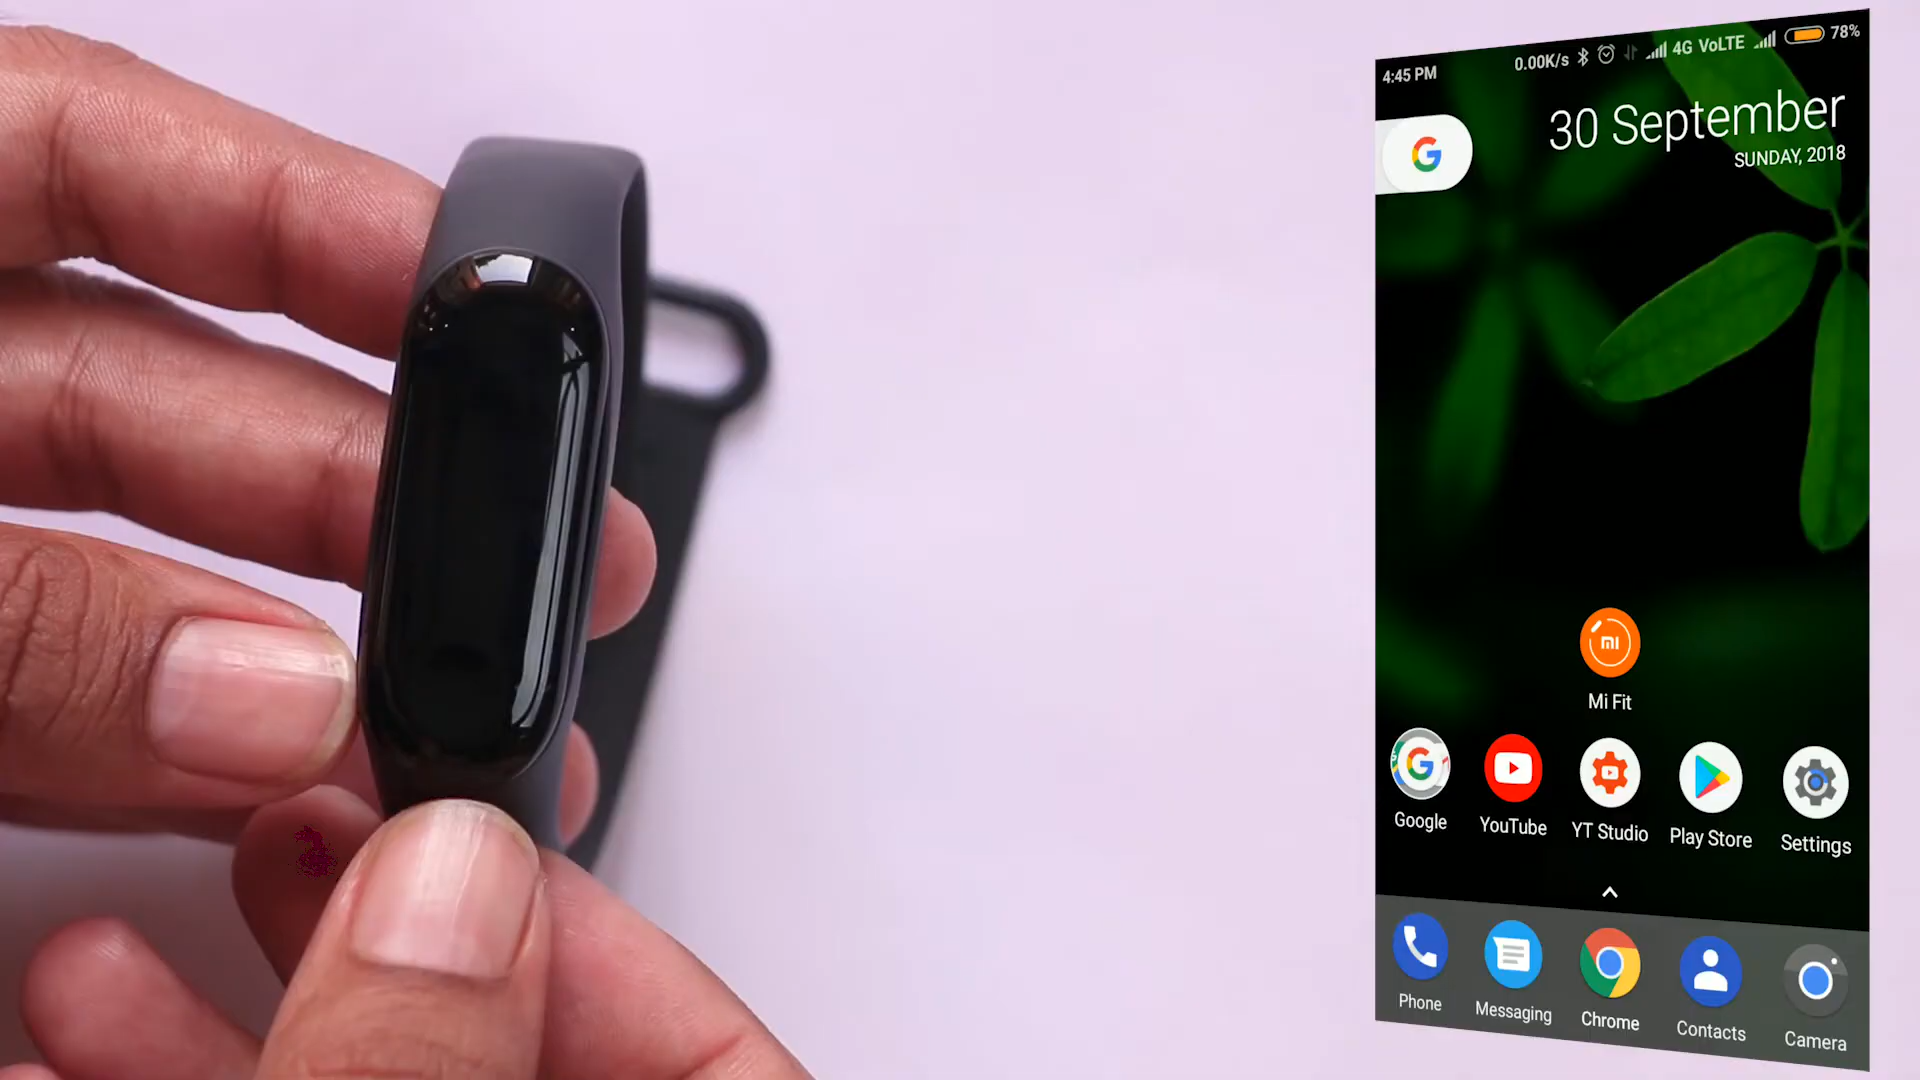 4:45 PM 0.00K/s 4G VoLTE 78%
30 September
SUNDAY, 2018
G
mi
Mi Fit
G
Google YouTube YT Studio Play Store Settings
Phone Messaging Chrome Contacts Camera